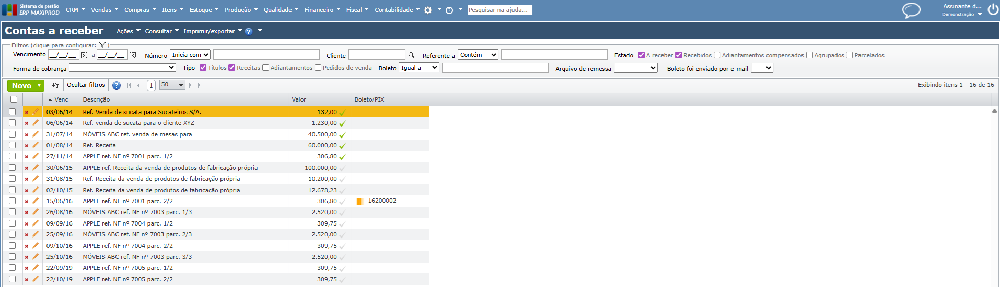 Sistema de gestão
ERP MAXIPROD
CRM Vendas Compras Itens Estoque Produção Qualidade Financeiro Fiscal Contabilidade Pesquisar na ajuda... Assinante d...
Demonstração
Contas a receber Ações Consultar Imprimir/exportar
Filtros (clique para configurar: )
Vencimento __/__/__ a __/__/__ Número Inicia com Cliente Referente a Contém Estado A receber Recebidos Adiantamentos compensados Agrupados Parcelados
Forma de cobrança Tipo Títulos Receitas Adiantamentos Pedidos de venda Boleto Igual a Arquivo de remessa Boleto foi enviado por e-mail
Novo Ocultar filtros 1 50 Exibindo itens 1 - 16 de 16
Venc Descrição Valor Boleto/PIX
03/06/14 Ref. Venda de sucata para Sucateiros S/A. 132,00
06/06/14 Ref. venda de sucata para o cliente XYZ 1.230,00
31/07/14 MÓVEIS ABC ref. venda de mesas para 40.500,00
01/08/14 Ref. Receita 60.000,00
27/11/14 APPLE ref. NF nº 7001 parc. 1/2 306,80
30/06/15 APPLE ref. Receita da venda de produtos de fabricação própria 100.000,00
31/08/15 Ref. Receita da venda de produtos de fabricação própria 10.200,00
02/10/15 Ref. Receita da venda de produtos de fabricação própria 12.678,23
15/06/16 APPLE ref. NF nº 7001 parc. 2/2 306,80 16200002
26/08/16 MÓVEIS ABC ref. NF nº 7003 parc. 1/3 2.520,00
09/09/16 APPLE ref. NF nº 7004 parc. 1/2 309,75
25/09/16 MÓVEIS ABC ref. NF nº 7003 parc. 2/3 2.520,00
09/10/16 APPLE ref. NF nº 7004 parc. 2/2 309,75
25/10/16 MÓVEIS ABC ref. NF nº 7003 parc. 3/3 2.520,00
22/09/19 APPLE ref. NF nº 7005 parc. 1/2 309,75
22/10/19 APPLE ref. NF nº 7005 parc. 2/2 309,75